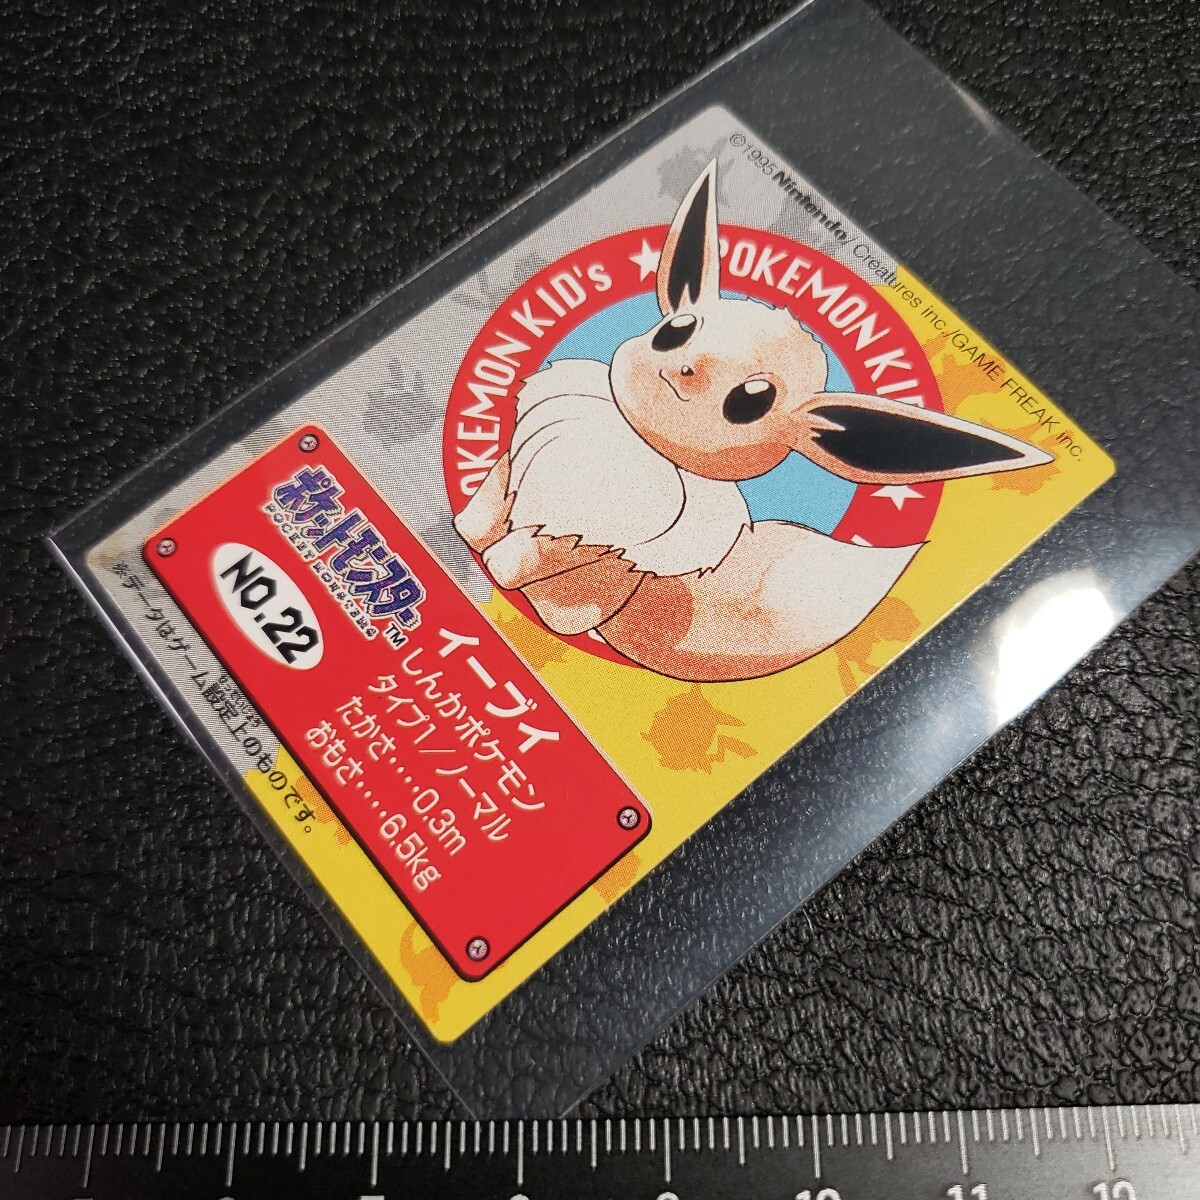 ©1995Nintendo/Creatures inc./GAME FREAK inc.
POKEMON KID'S ★ POKEMON KID
ポケットモンスター™
POCKET MONSTERS
NO.22
イーブイ
しんかポケモン
タイプ1/ノーマル
たかさ‥‥0.3m
おもさ‥‥6.5kg
※データはゲーム設定上のものです。